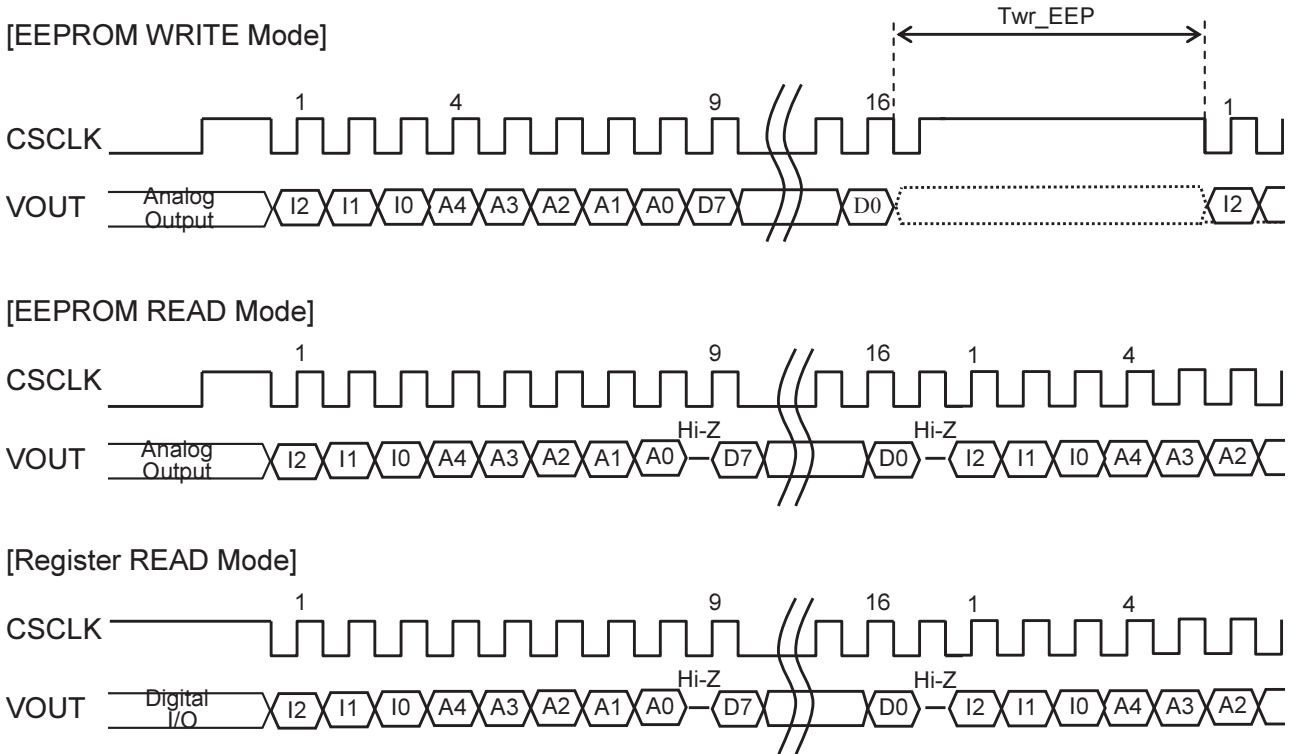 Twr_EEP
[EEPROM WRITE Mode]
1 4 9 16 1
CSCLK
VOUT Analog Output I2 I1 I0 A4 A3 A2 A1 A0 D7 D0 I2
[EEPROM READ Mode]
1 9 16 1 4
CSCLK
Hi-Z Hi-Z
VOUT Analog Output I2 I1 I0 A4 A3 A2 A1 A0 D7 D0 I2 I1 I0 A4 A3 A2
[Register READ Mode]
1 9 16 1 4
CSCLK
Hi-Z Hi-Z
VOUT Digital I/O I2 I1 I0 A4 A3 A2 A1 A0 D7 D0 I2 I1 I0 A4 A3 A2